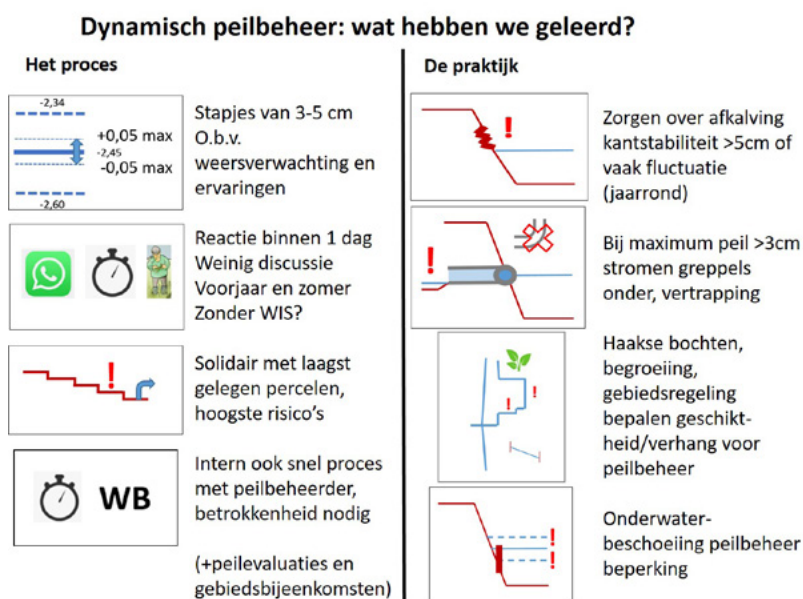 Dynamisch peilbeheer: wat hebben we geleerd?
Het proces
-2,34
+0,05 max
-2,45
-0,05 max
-2,60
Stapjes van 3-5 cm
O.b.v.
weersverwachting en
ervaringen
Reactie binnen 1 dag
Weinig discussie
Voorjaar en zomer
Zonder WIS?
!
Solidair met laagst
gelegen percelen,
hoogste risico's
WB
Intern ook snel proces
met peilbeheerder,
betrokkenheid nodig
(+peilevaluaties en
gebiedsbijeenkomsten)
De praktijk
!
Zorgen over afkalving
kantstabiliteit >5cm of
vaak fluctuatie
(jaarrond)
!
Bij maximum peil >3cm
stromen greppels
onder, vertrapping
! !
Haakse bochten,
begroeiing,
gebiedsregeling
bepalen geschikt-
heid/verhang voor
peilbeheer
!
!
Onderwater-
beschoeiing peilbeheer
beperking